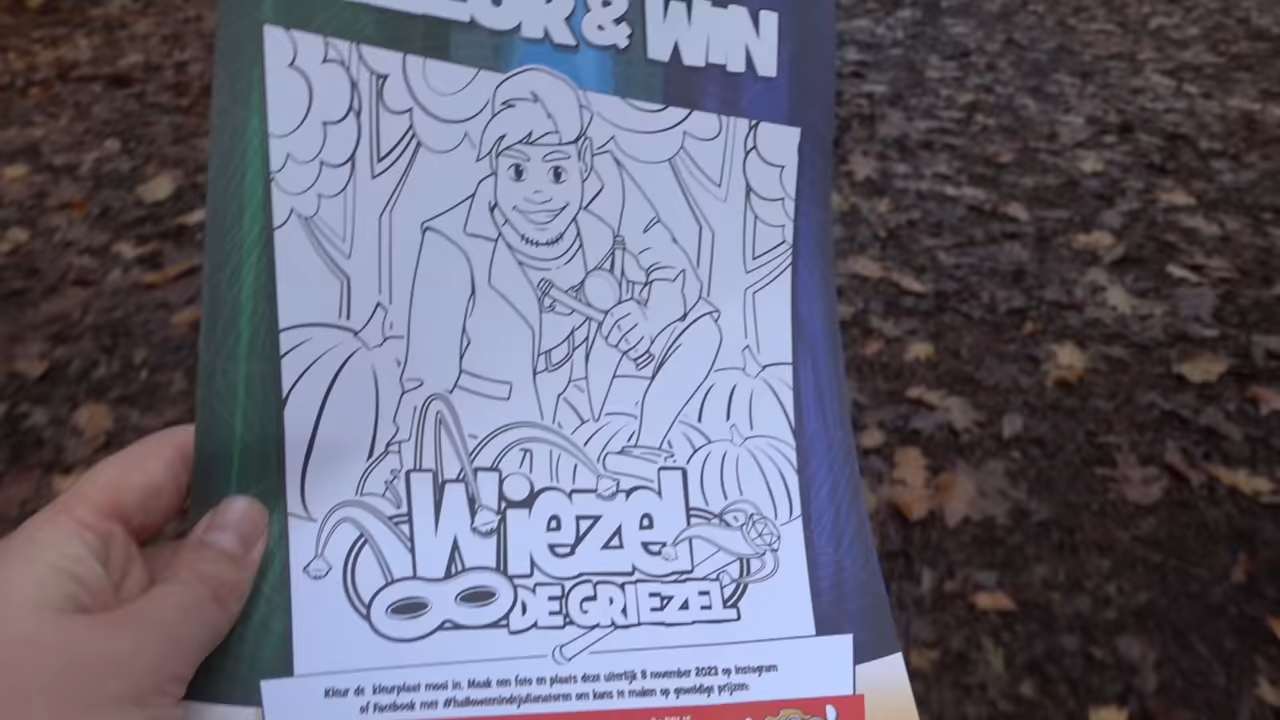 & WIN
Wiezel
DE GRIEZEL
Kleur de kleurplaat mooi in. Maak een foto en plaats deze uiterlijk 8 november 2023 op Instagram
of Facebook met #halloweenindejulianatoren om kans te maken op geweldige prijzen: